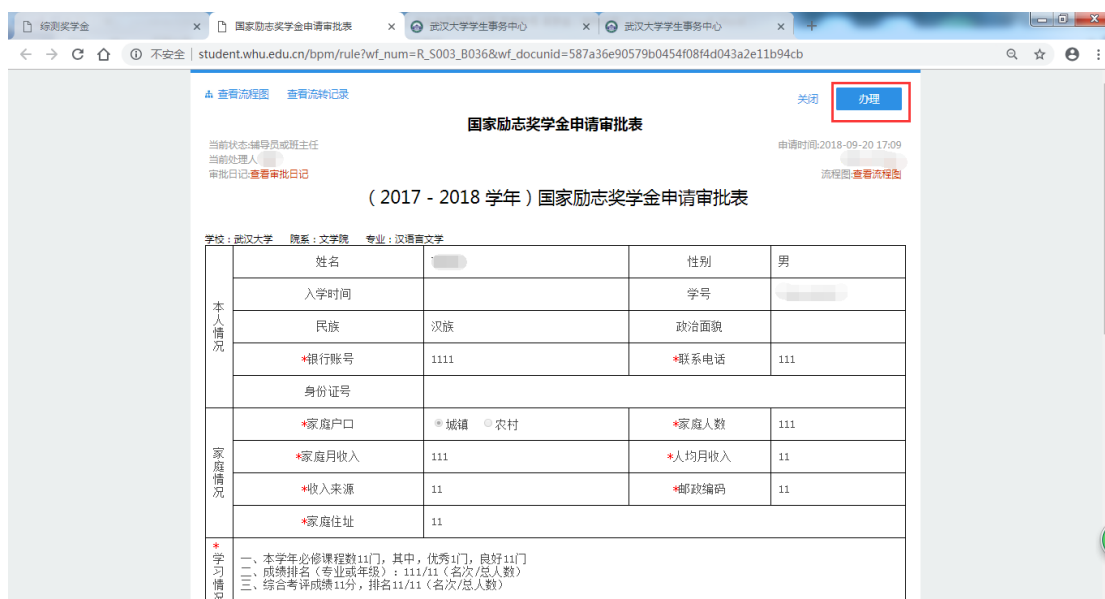 综测奖学金 国家励志奖学金申请审批表 武汉大学学生事务中心 武汉大学学生事务中心
不安全 | student.whu.edu.cn/bpm/rule?wf_num=R_S003_B036&wf_docunid=587a36e90579b0454f08f4d043a2e11b94cb
查看流程图 查看流转记录 关闭 办理
国家励志奖学金申请审批表
当前状态:辅导员或班主任 申请时间:2018-09-20 17:09
当前处理人
审批日记:查看审批日记 流程图:查看流程图
（2017 - 2018 学年）国家励志奖学金申请审批表
学校：武汉大学 院系：文学院 专业：汉语言文学
本人情况
姓名 性别 男
入学时间 学号
民族 汉族 政治面貌
*银行账号 1111 *联系电话 111
身份证号
家庭情况
*家庭户口 城镇 农村 *家庭人数 111
*家庭月收入 111 *人均月收入 11
*收入来源 11 *邮政编码 11
*家庭住址 11
*学习情况
一、本学年必修课程数11门，其中，优秀1门，良好11门
二、成绩排名（专业或年级）：111/11（名次/总人数）
三、综合考评成绩11分，排名11/11（名次/总人数）